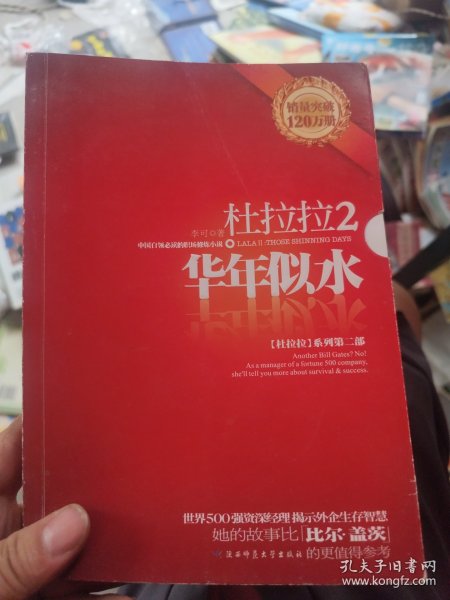 销量突破
120万册
杜拉拉2
李可◎著
中国白领必读的职场修炼小说
LALA II :THOSE SHINNING DAYS
华年似水
【杜拉拉】系列第二部
Another Bill Gates? No!
As a manager of a fortune 500 company,
she'll tell you more about survival & success.
世界500强资深经理揭示外企生存智慧
她的故事比 比尔·盖茨
陕西师范大学出版社 的更值得参考
孔夫子旧书网